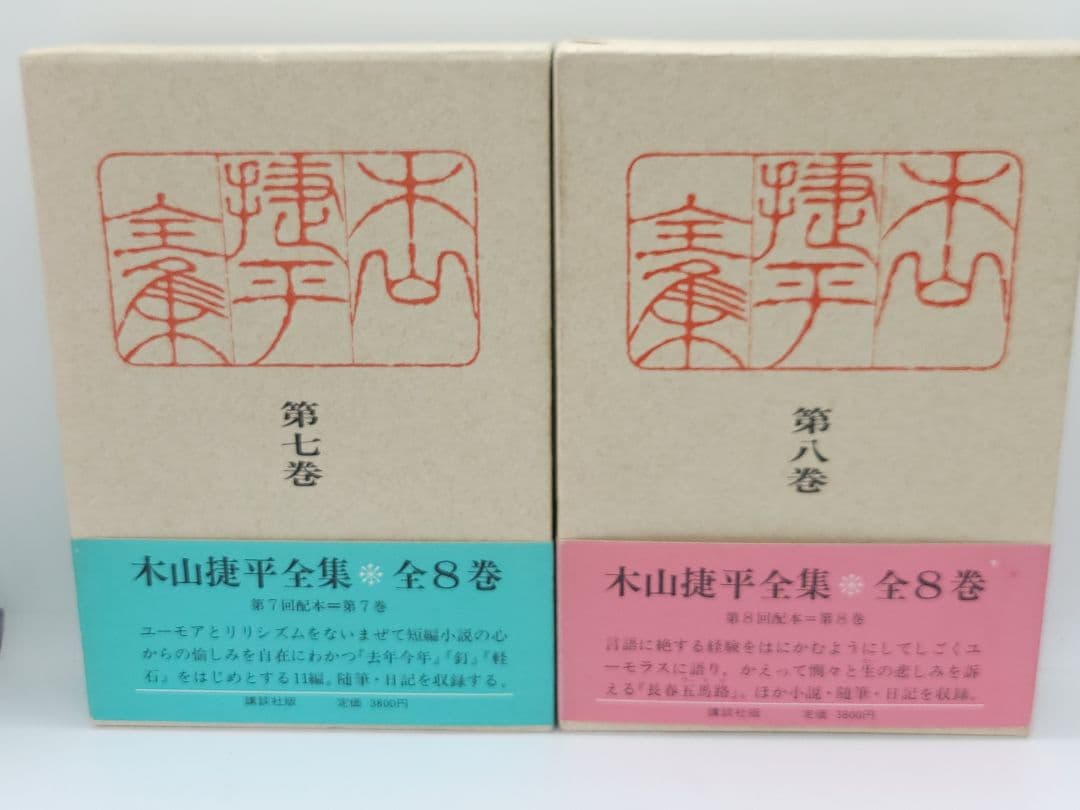 木山
捷平
全集
第七巻
木山捷平全集 全8巻
第7回配本=第7巻
ユーモアとリリシズムをないまぜて短編小説の心
からの愉しみを自在にわかつ『去年今年』『釘』『軽
石』をはじめとする11編。随筆・日記を収録する。
講談社版 定価 3800円
木山
捷平
全集
第八巻
木山捷平全集 全8巻
第8回配本=第8巻
言語に絶する経験をはにかむようにしてしごくユ
ーモラスに語り,かえって惻々と生の悲しみを訴
える『長春五馬路』。ほか小説・随筆・日記を収録。
講談社版 定価 3800円